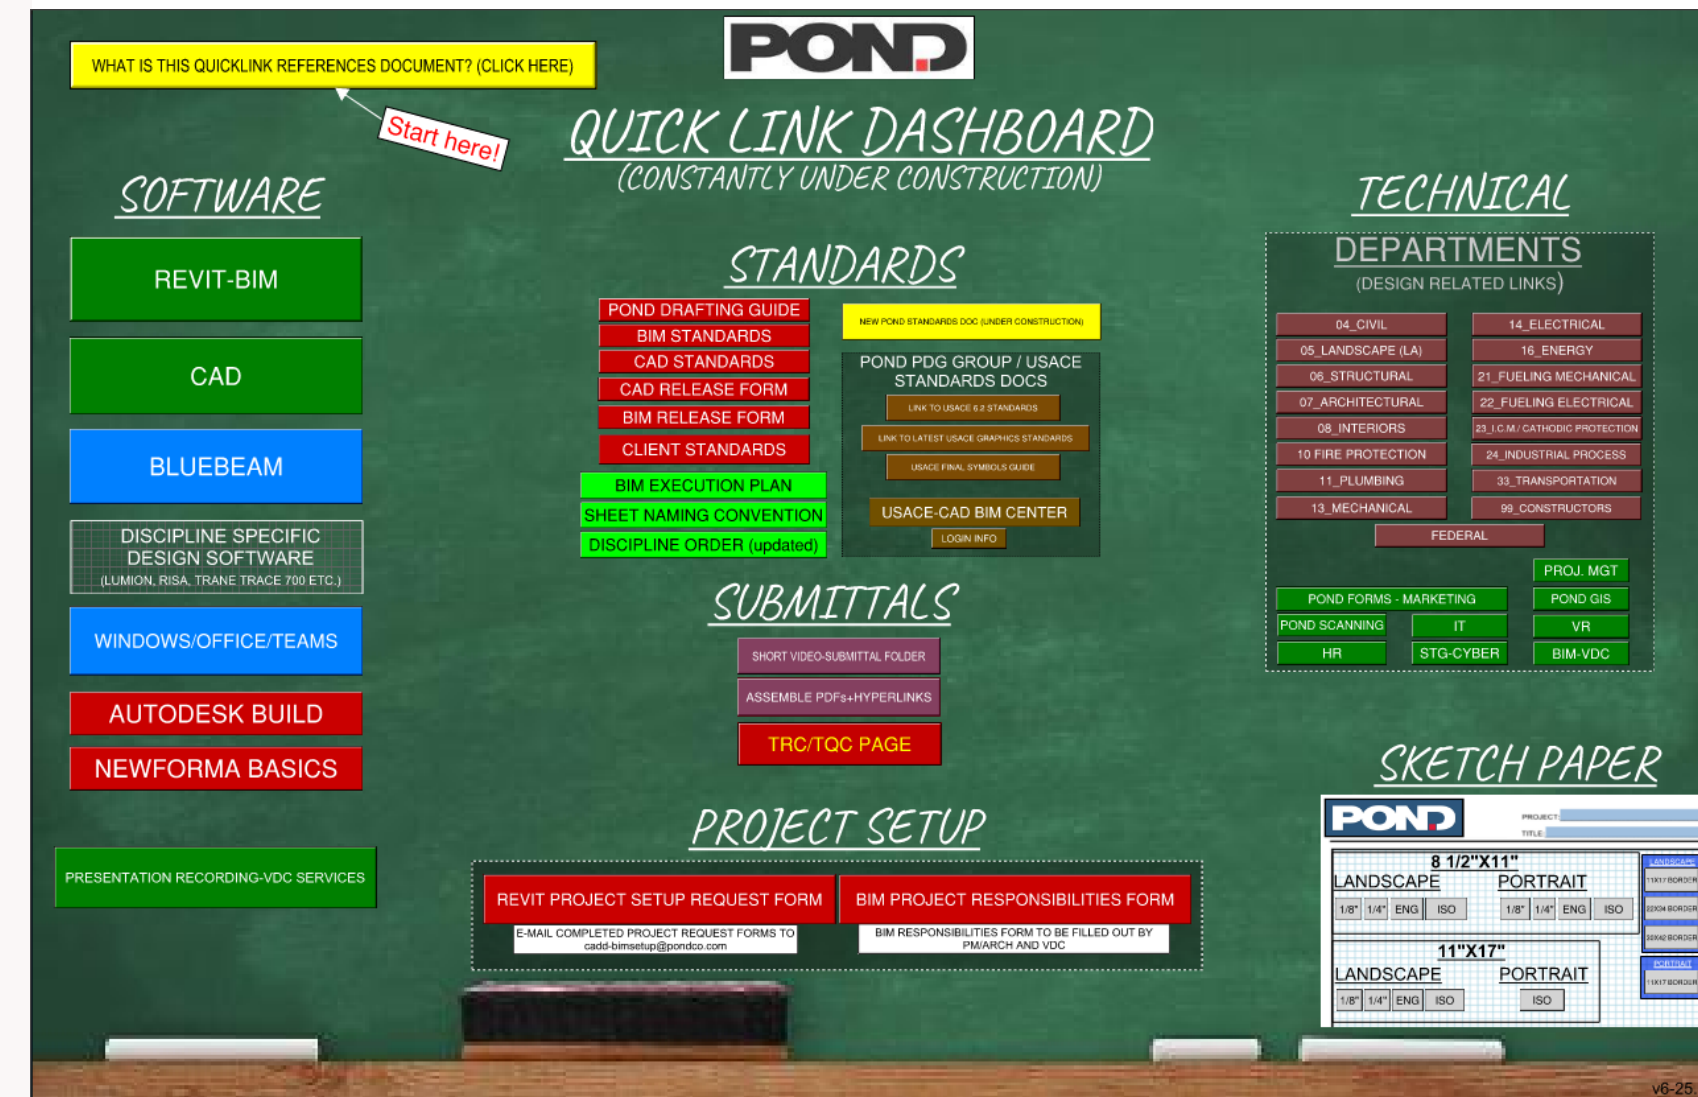 WHAT IS THIS QUICKLINK REFERENCES DOCUMENT? (CLICK HERE)
Start here!
POND
QUICK LINK DASHBOARD
(CONSTANTLY UNDER CONSTRUCTION)
SOFTWARE
REVIT-BIM
CAD
BLUEBEAM
DISCIPLINE SPECIFIC
DESIGN SOFTWARE
(LUMION, RISA, TRANE TRACE 700 ETC.)
WINDOWS/OFFICE/TEAMS
AUTODESK BUILD
NEWFORMA BASICS
PRESENTATION RECORDING-VDC SERVICES
STANDARDS
POND DRAFTING GUIDE
BIM STANDARDS
CAD STANDARDS
CAD RELEASE FORM
BIM RELEASE FORM
CLIENT STANDARDS
BIM EXECUTION PLAN
SHEET NAMING CONVENTION
DISCIPLINE ORDER (updated)
NEW POND STANDARDS DOC (UNDER CONSTRUCTION)
POND PDG GROUP / USACE
STANDARDS DOCS
LINK TO USACE 6.2 STANDARDS
LINK TO LATEST USACE GRAPHICS STANDARDS
USACE FINAL SYMBOLS GUIDE
USACE-CAD BIM CENTER
LOGIN INFO
SUBMITTALS
SHORT VIDEO-SUBMITTAL FOLDER
ASSEMBLE PDFs+HYPERLINKS
TRC/TQC PAGE
PROJECT SETUP
REVIT PROJECT SETUP REQUEST FORM
E-MAIL COMPLETED PROJECT REQUEST FORMS TO
cadd-bimsetup@pondco.com
BIM PROJECT RESPONSIBILITIES FORM
BIM RESPONSIBILITIES FORM TO BE FILLED OUT BY
PM/ARCH AND VDC
TECHNICAL
DEPARTMENTS
(DESIGN RELATED LINKS)
04_CIVIL
05_LANDSCAPE (LA)
06_STRUCTURAL
07_ARCHITECTURAL
08_INTERIORS
10 FIRE PROTECTION
11_PLUMBING
13_MECHANICAL
14_ELECTRICAL
16_ENERGY
21_FUELING MECHANICAL
22_FUELING ELECTRICAL
23_I.C.M./ CATHODIC PROTECTION
24_INDUSTRIAL PROCESS
33_TRANSPORTATION
99_CONSTRUCTORS
FEDERAL
PROJ. MGT
POND FORMS - MARKETING
POND GIS
POND SCANNING
IT
VR
HR
STG-CYBER
BIM-VDC
SKETCH PAPER
POND
PROJECT:
TITLE:
8 1/2"X11"
LANDSCAPE
PORTRAIT
1/8" 1/4" ENG ISO
1/8" 1/4" ENG ISO
11"X17"
LANDSCAPE
PORTRAIT
1/8" 1/4" ENG ISO
ISO
LANDSCAPE
11X17 BORDER
22X34 BORDER
30X42 BORDER
PORTRAIT
11X17 BORDER
v6-25